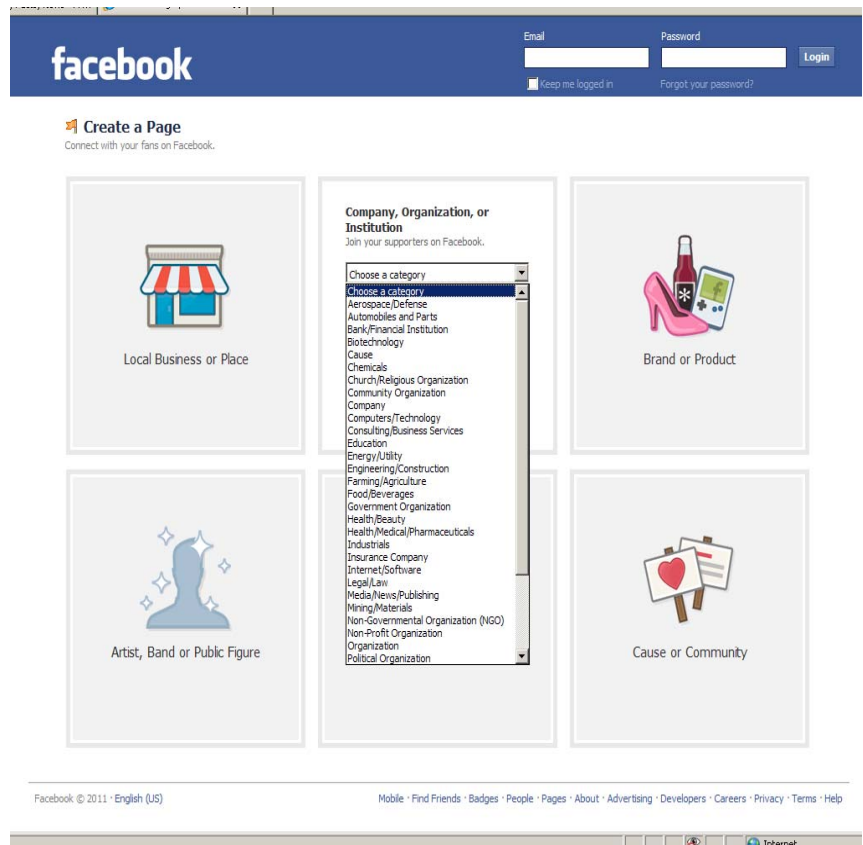 Email Password
facebook
Login
Keep me logged in Forgot your password?
Create a Page
Connect with your fans on Facebook.
Company, Organization, or
Institution
Join your supporters on Facebook.
Choose a category
Choose a category
Aerospace/Defense
Automobiles and Parts
Bank/Financial Institution
Biotechnology
Cause
Chemicals
Church/Religious Organization
Community Organization
Company
Computers/Technology
Consulting/Business Services
Education
Energy/Utility
Engineering/Construction
Farming/Agriculture
Food/Beverages
Government Organization
Health/Beauty
Health/Medical/Pharmaceuticals
Industrials
Insurance Company
Internet/Software
Legal/Law
Media/News/Publishing
Mining/Materials
Non-Governmental Organization (NGO)
Non-Profit Organization
Organization
Political Organization
Local Business or Place
Brand or Product
Artist, Band or Public Figure
Cause or Community
Facebook © 2011 · English (US)
Mobile · Find Friends · Badges · People · Pages · About · Advertising · Developers · Careers · Privacy · Terms · Help
Internet